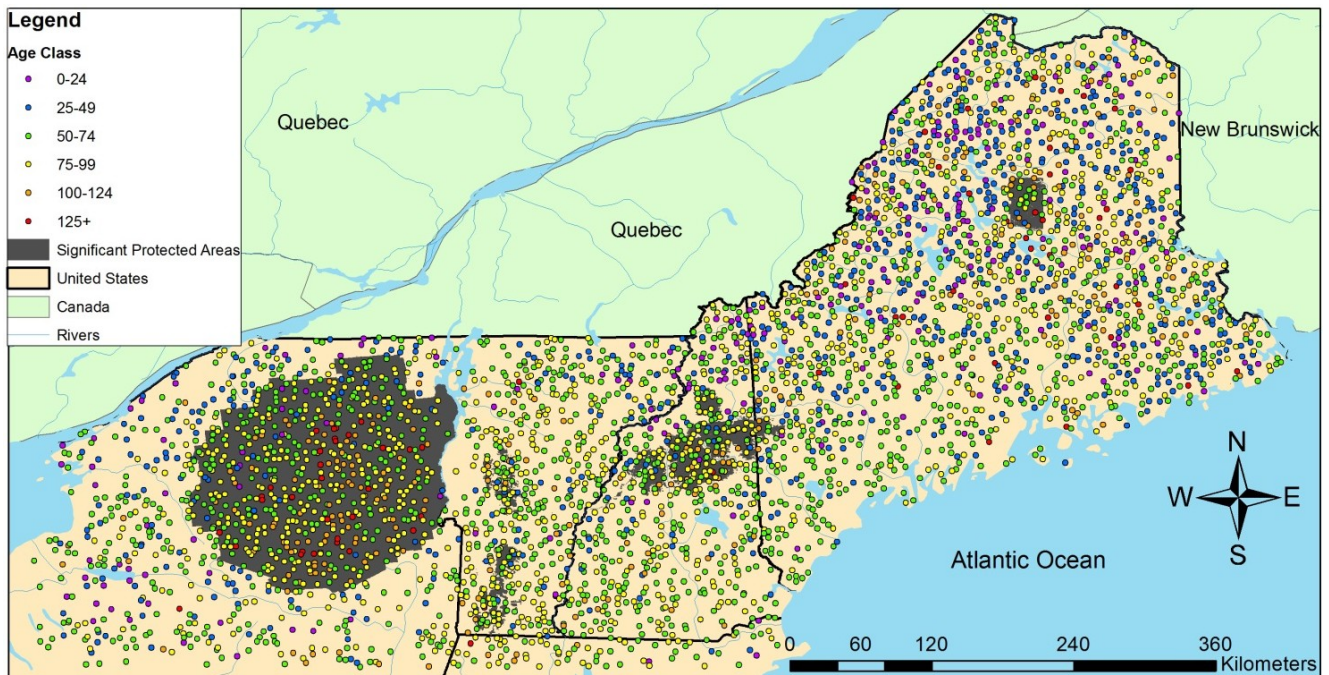 Legend
Age Class
0-24
25-49
50-74
75-99
100-124
125+
Significant Protected Areas
United States
Canada
Rivers
Quebec
New Brunswick
Quebec
N
W E
S
Atlantic Ocean
0 60 120 240 360
Kilometers